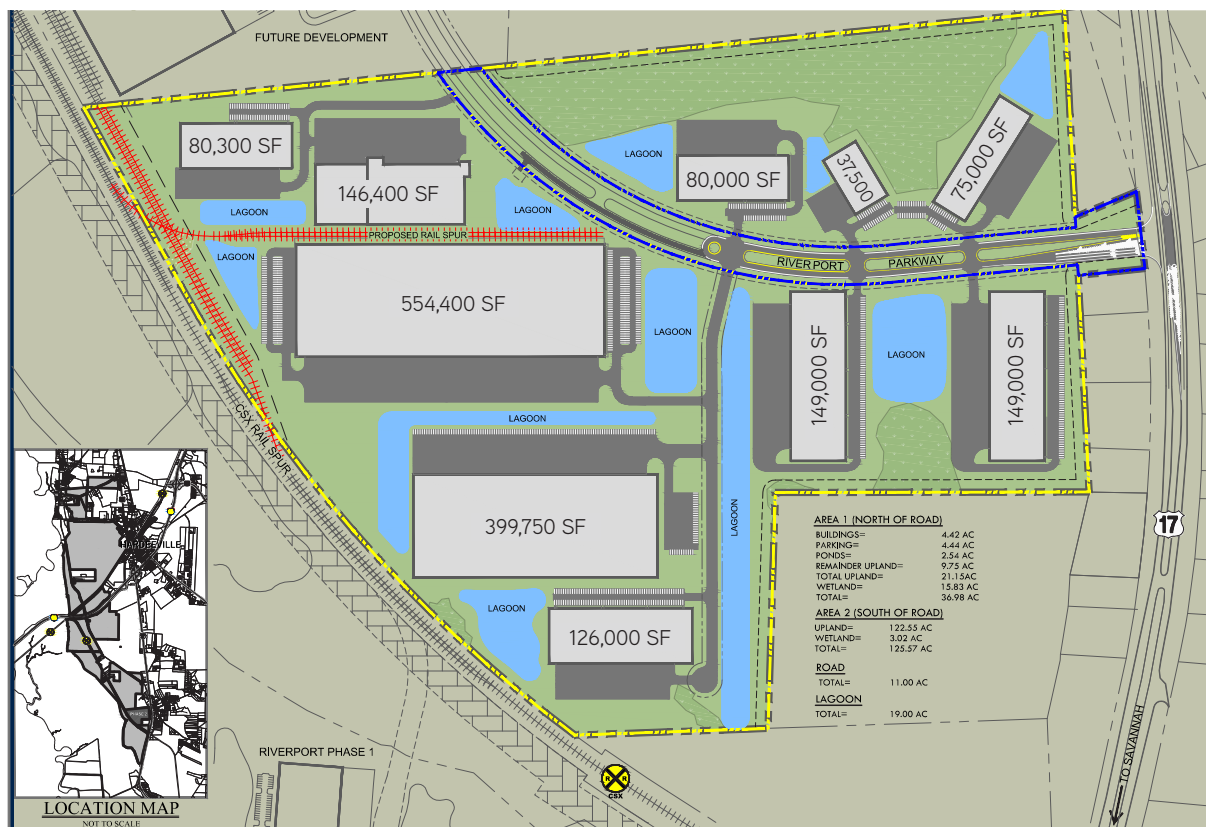 FUTURE DEVELOPMENT
80,300 SF
146,400 SF
LAGOON
LAGOON
PROPOSED RAIL SPUR
LAGOON
554,400 SF
LAGOON
LAGOON
80,000 SF
37,500
75,000 SF
RIVER PORT PARKWAY
149,000 SF
LAGOON
149,000 SF
CSX RAIL SPUR
LAGOON
399,750 SF
LAGOON
LAGOON
126,000 SF
AREA 1 (NORTH OF ROAD)
BUILDINGS= 4.42 AC
PARKING= 4.44 AC
PONDS= 2.54 AC
REMAINDER UPLAND= 9.75 AC
TOTAL UPLAND= 21.15AC
WETLAND= 15.83 AC
TOTAL= 36.98 AC
AREA 2 (SOUTH OF ROAD)
UPLAND= 122.55 AC
WETLAND= 3.02 AC
TOTAL= 125.57 AC
ROAD
TOTAL= 11.00 AC
LAGOON
TOTAL= 19.00 AC
17
TO SAVANNAH
HARDEEVILLE
RIVERPORT PHASE 1
R R
CSX
LOCATION MAP
NOT TO SCALE